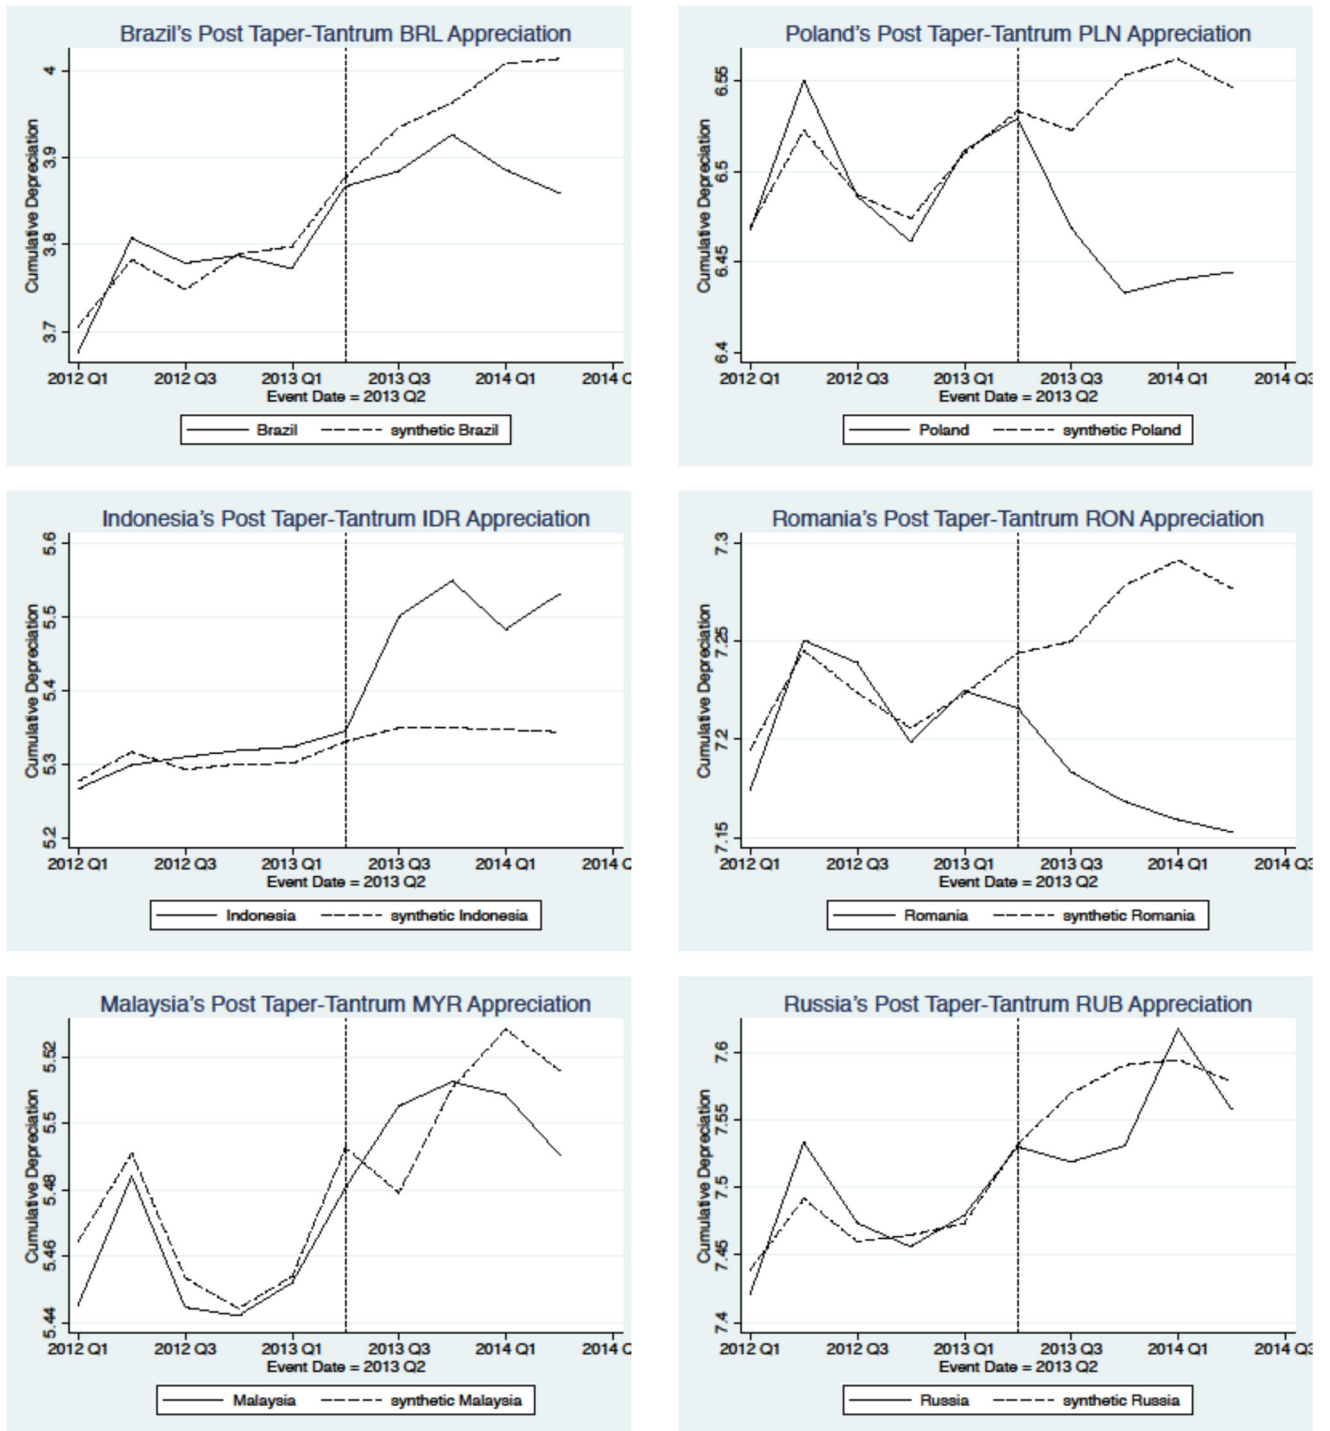 Brazil's Post Taper-Tantrum BRL Appreciation
Cumulative Depreciation
4
3.9
3.8
3.7
2012 Q1 2012 Q3 2013 Q1 2013 Q3 2014 Q1 2014 Q
Event Date = 2013 Q2
Brazil synthetic Brazil
Poland's Post Taper-Tantrum PLN Appreciation
Cumulative Depreciation
6.55
6.5
6.45
6.4
2012 Q1 2012 Q3 2013 Q1 2013 Q3 2014 Q1 2014 Q3
Event Date = 2013 Q2
Poland synthetic Poland
Indonesia's Post Taper-Tantrum IDR Appreciation
Cumulative Depreciation
5.6
5.5
5.4
5.3
5.2
2012 Q1 2012 Q3 2013 Q1 2013 Q3 2014 Q1 2014 Q
Event Date = 2013 Q2
Indonesia synthetic Indonesia
Romania's Post Taper-Tantrum RON Appreciation
Cumulative Depreciation
7.3
7.25
7.2
7.15
2012 Q1 2012 Q3 2013 Q1 2013 Q3 2014 Q1 2014 Q3
Event Date = 2013 Q2
Romania synthetic Romania
Malaysia's Post Taper-Tantrum MYR Appreciation
Cumulative Depreciation
5.52
5.5
5.48
5.46
5.44
2012 Q1 2012 Q3 2013 Q1 2013 Q3 2014 Q1 2014 Q
Event Date = 2013 Q2
Malaysia synthetic Malaysia
Russia's Post Taper-Tantrum RUB Appreciation
Cumulative Depreciation
7.6
7.55
7.5
7.45
7.4
2012 Q1 2012 Q3 2013 Q1 2013 Q3 2014 Q1 2014 Q3
Event Date = 2013 Q2
Russia synthetic Russia